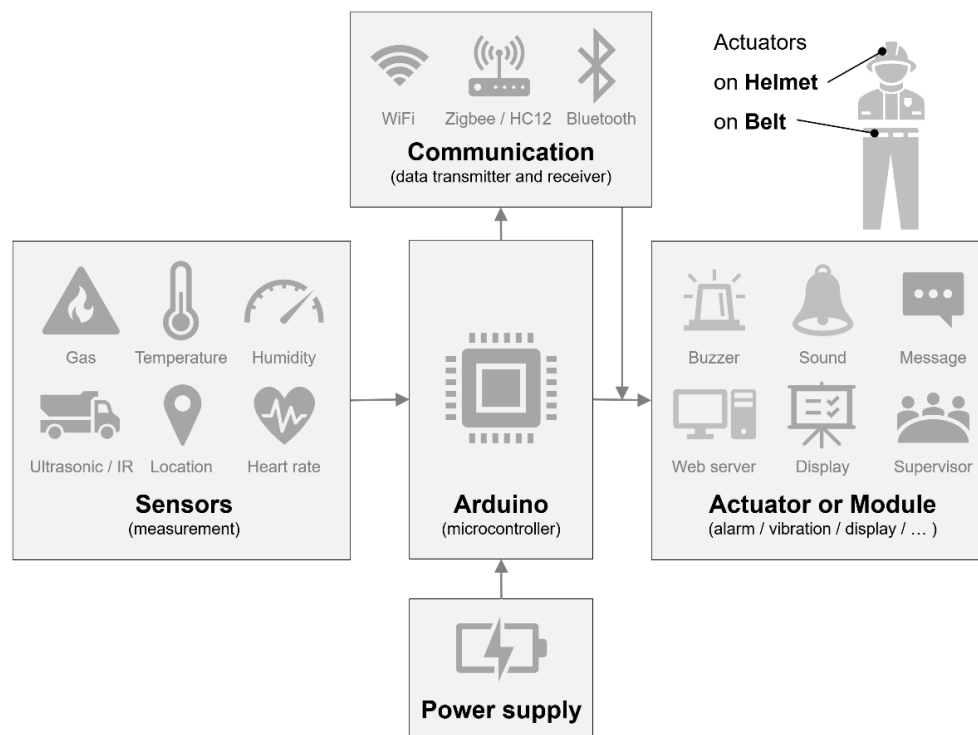 Actuators
on Helmet
on Belt
WiFi Zigbee / HC12 Bluetooth
Communication
(data transmitter and receiver)
Gas Temperature Humidity
Ultrasonic / IR Location Heart rate
Sensors
(measurement)
Arduino
(microcontroller)
Buzzer Sound Message
Web server Display Supervisor
Actuator or Module
(alarm / vibration / display / … )
Power supply